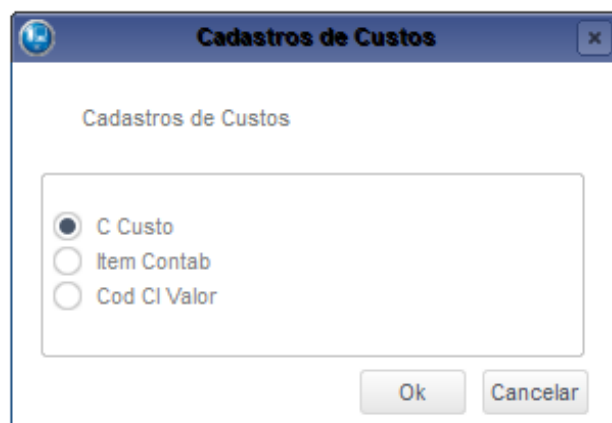 Cadastros de Custos
Cadastros de Custos
C Custo
Item Contab
Cod Cl Valor
Ok
Cancelar